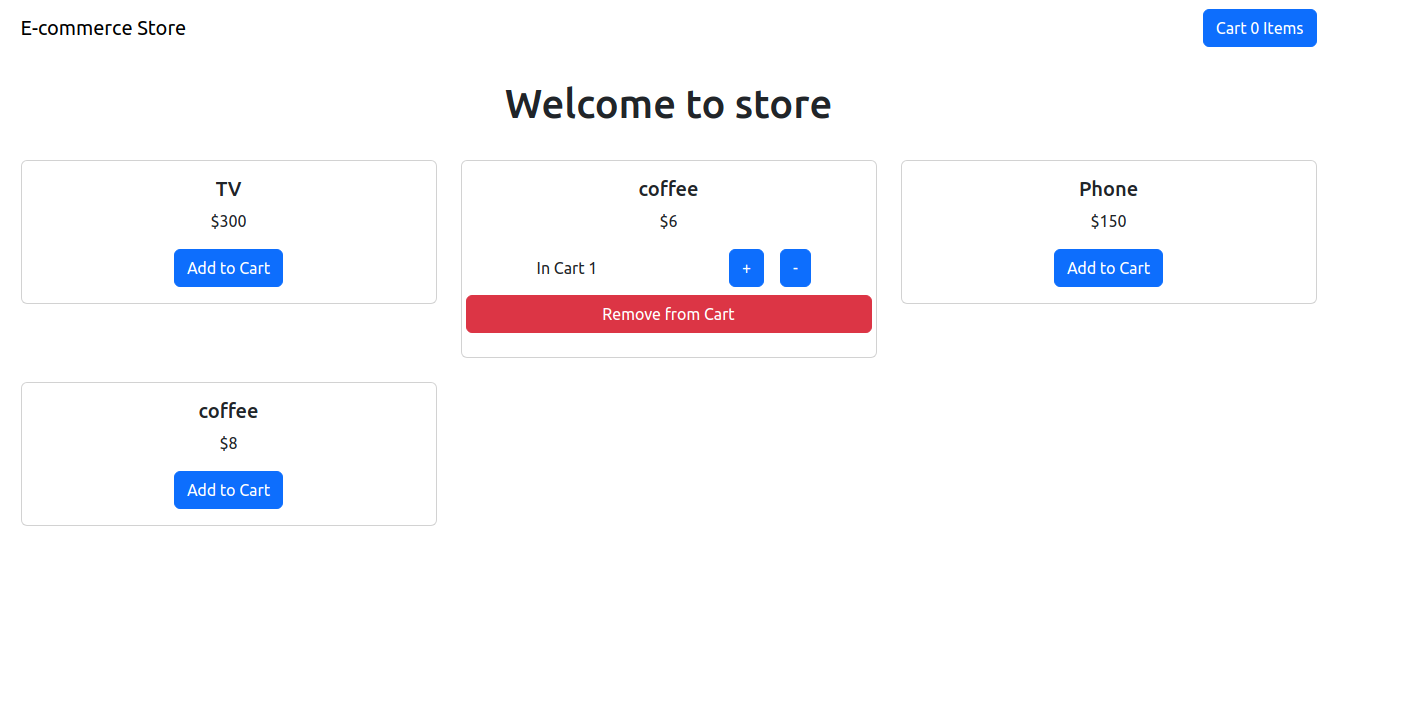 E-commerce Store
Cart 0 Items
Welcome to store
TV
$300
Add to Cart
coffee
$6
In Cart 1
+
-
Remove from Cart
Phone
$150
Add to Cart
coffee
$8
Add to Cart